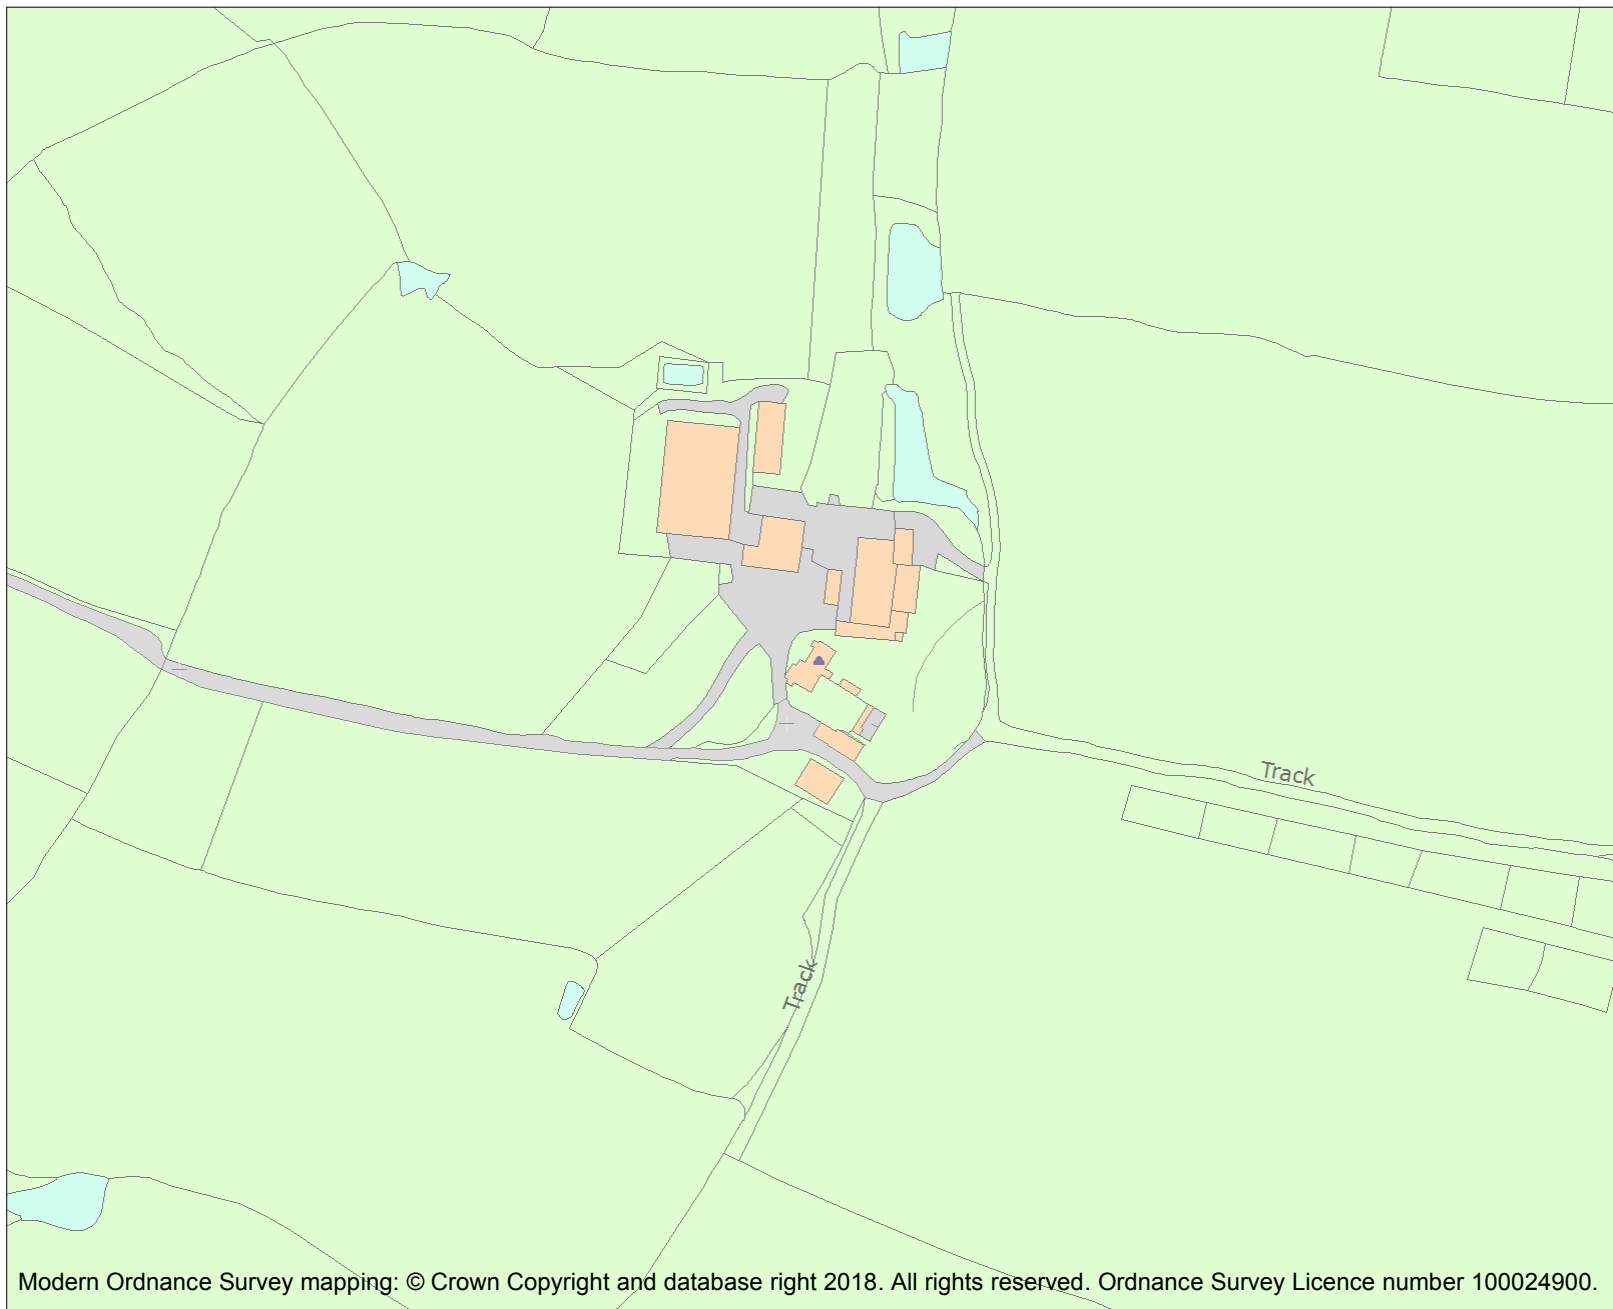 Track
Track
Modern Ordnance Survey mapping: © Crown Copyright and database right 2018. All rights reserved. Ordnance Survey Licence number 100024900.